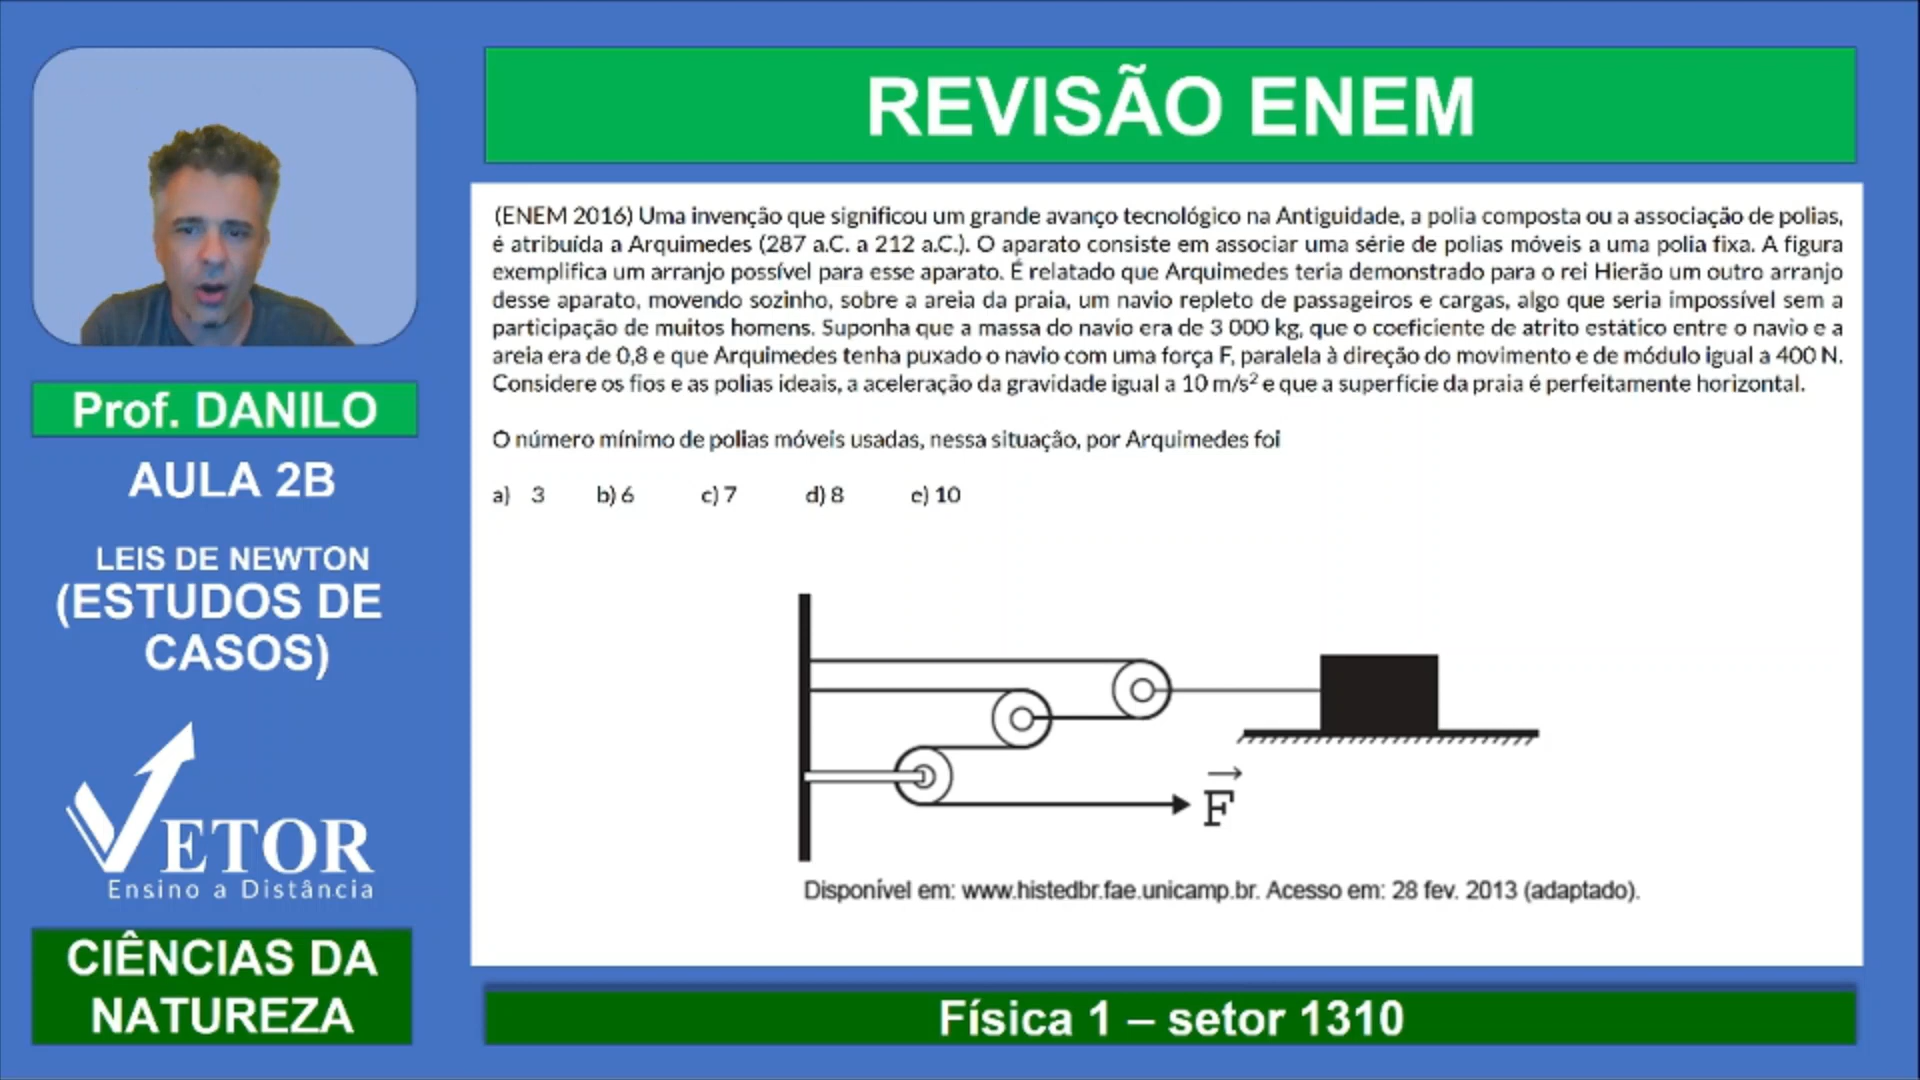 REVISÃO ENEM
(ENEM 2016) Uma invenção que significou um grande avanço tecnológico na Antiguidade, a polia composta ou a associação de polias,
é atribuída a Arquimedes (287 a.C. a 212 a.C.). O aparato consiste em associar uma série de polias móveis a uma polia fixa. A figura
exemplifica um arranjo possível para esse aparato. É relatado que Arquimedes teria demonstrado para o rei Hierão um outro arranjo
desse aparato, movendo sozinho, sobre a areia da praia, um navio repleto de passageiros e cargas, algo que seria impossível sem a
participação de muitos homens. Suponha que a massa do navio era de 3 000 kg, que o coeficiente de atrito estático entre o navio e a
areia era de 0,8 e que Arquimedes tenha puxado o navio com uma força F, paralela à direção do movimento e de módulo igual a 400 N.
Considere os fios e as polias ideais, a aceleração da gravidade igual a 10 m/s² e que a superfície da praia é perfeitamente horizontal.
O número mínimo de polias móveis usadas, nessa situação, por Arquimedes foi
a) 3 b) 6 c) 7 d) 8 e) 10
F
Disponível em: www.histedbr.fae.unicamp.br. Acesso em: 28 fev. 2013 (adaptado).
Prof. DANILO
AULA 2B
LEIS DE NEWTON
(ESTUDOS DE
CASOS)
VETOR
Ensino a Distância
CIÊNCIAS DA
NATUREZA
Física 1 – setor 1310